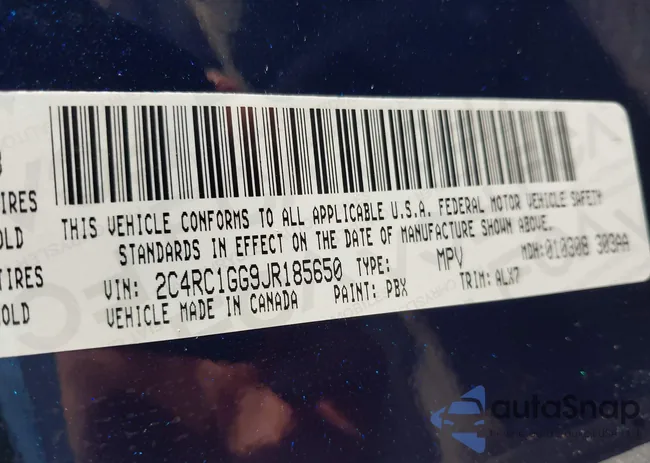 IRES
OLD
IRES
OLD
THIS VEHICLE CONFORMS TO ALL APPLICABLE U.S.A. FEDERAL MOTOR VEHICLE SAFETY
STANDARDS IN EFFECT ON THE DATE OF MANUFACTURE SHOWN ABOVE.
VIN: 2C4RC1GG9JR185650 TYPE: MPV MDH:010308 303AA
VEHICLE MADE IN CANADA PAINT: PBX TRIM: ALX7
autoSnap